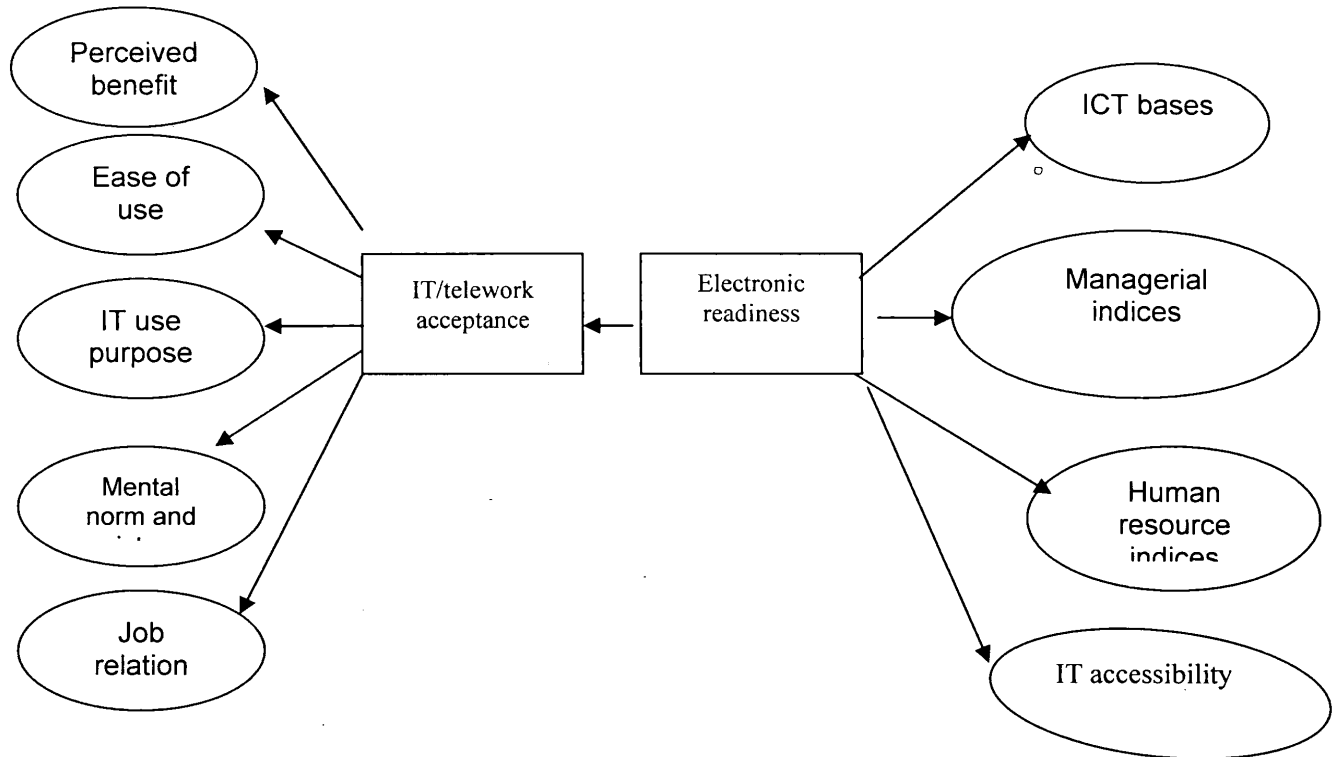 Perceived
benefit
Ease of
use
IT use
purpose
Mental
norm and
Job
relation
IT/telework
acceptance
Electronic
readiness
ICT bases
Managerial
indices
Human
resource
indices
IT accessibility